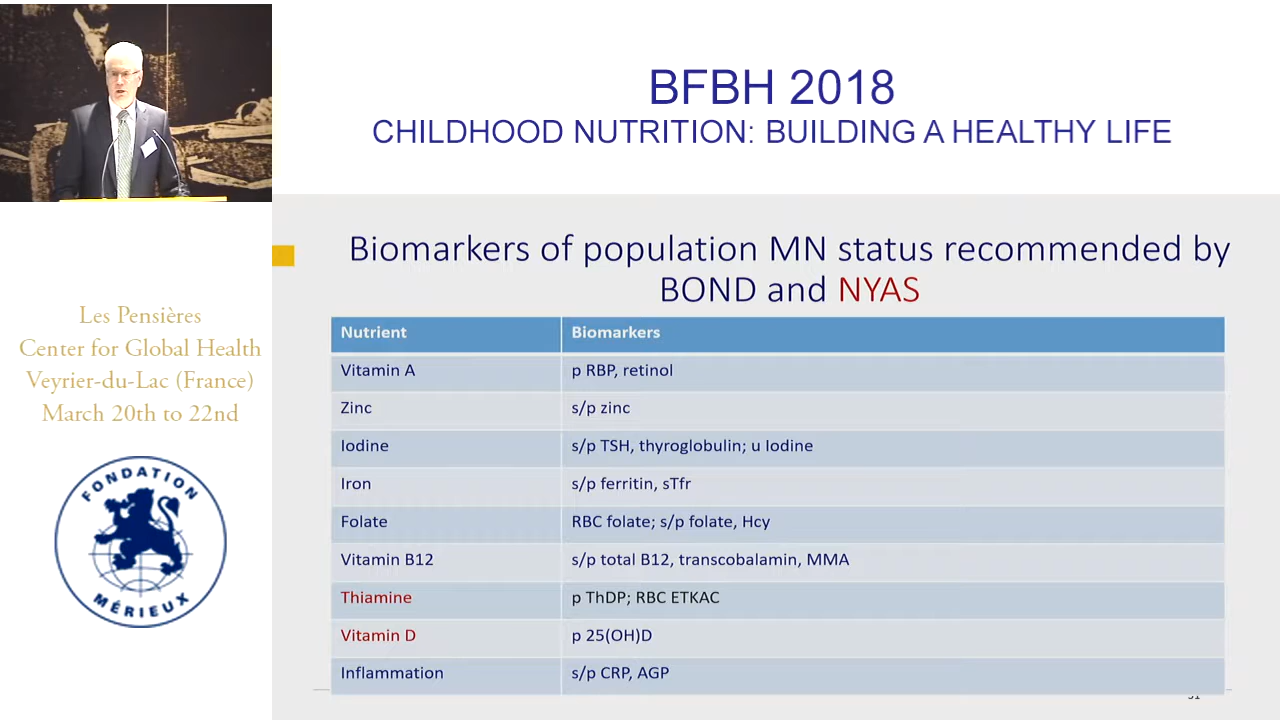 BFBH 2018
CHILDHOOD NUTRITION: BUILDING A HEALTHY LIFE
Les Pensières
Center for Global Health
Veyrier-du-Lac (France)
March 20th to 22nd
FONDATION
MÉRIEUX
Biomarkers of population MN status recommended by
BOND and NYAS
Nutrient Biomarkers
Vitamin A p RBP, retinol
Zinc s/p zinc
Iodine s/p TSH, thyroglobulin; u Iodine
Iron s/p ferritin, sTfr
Folate RBC folate; s/p folate, Hcy
Vitamin B12 s/p total B12, transcobalamin, MMA
Thiamine p ThDP; RBC ETKAC
Vitamin D p 25(OH)D
Inflammation s/p CRP, AGP